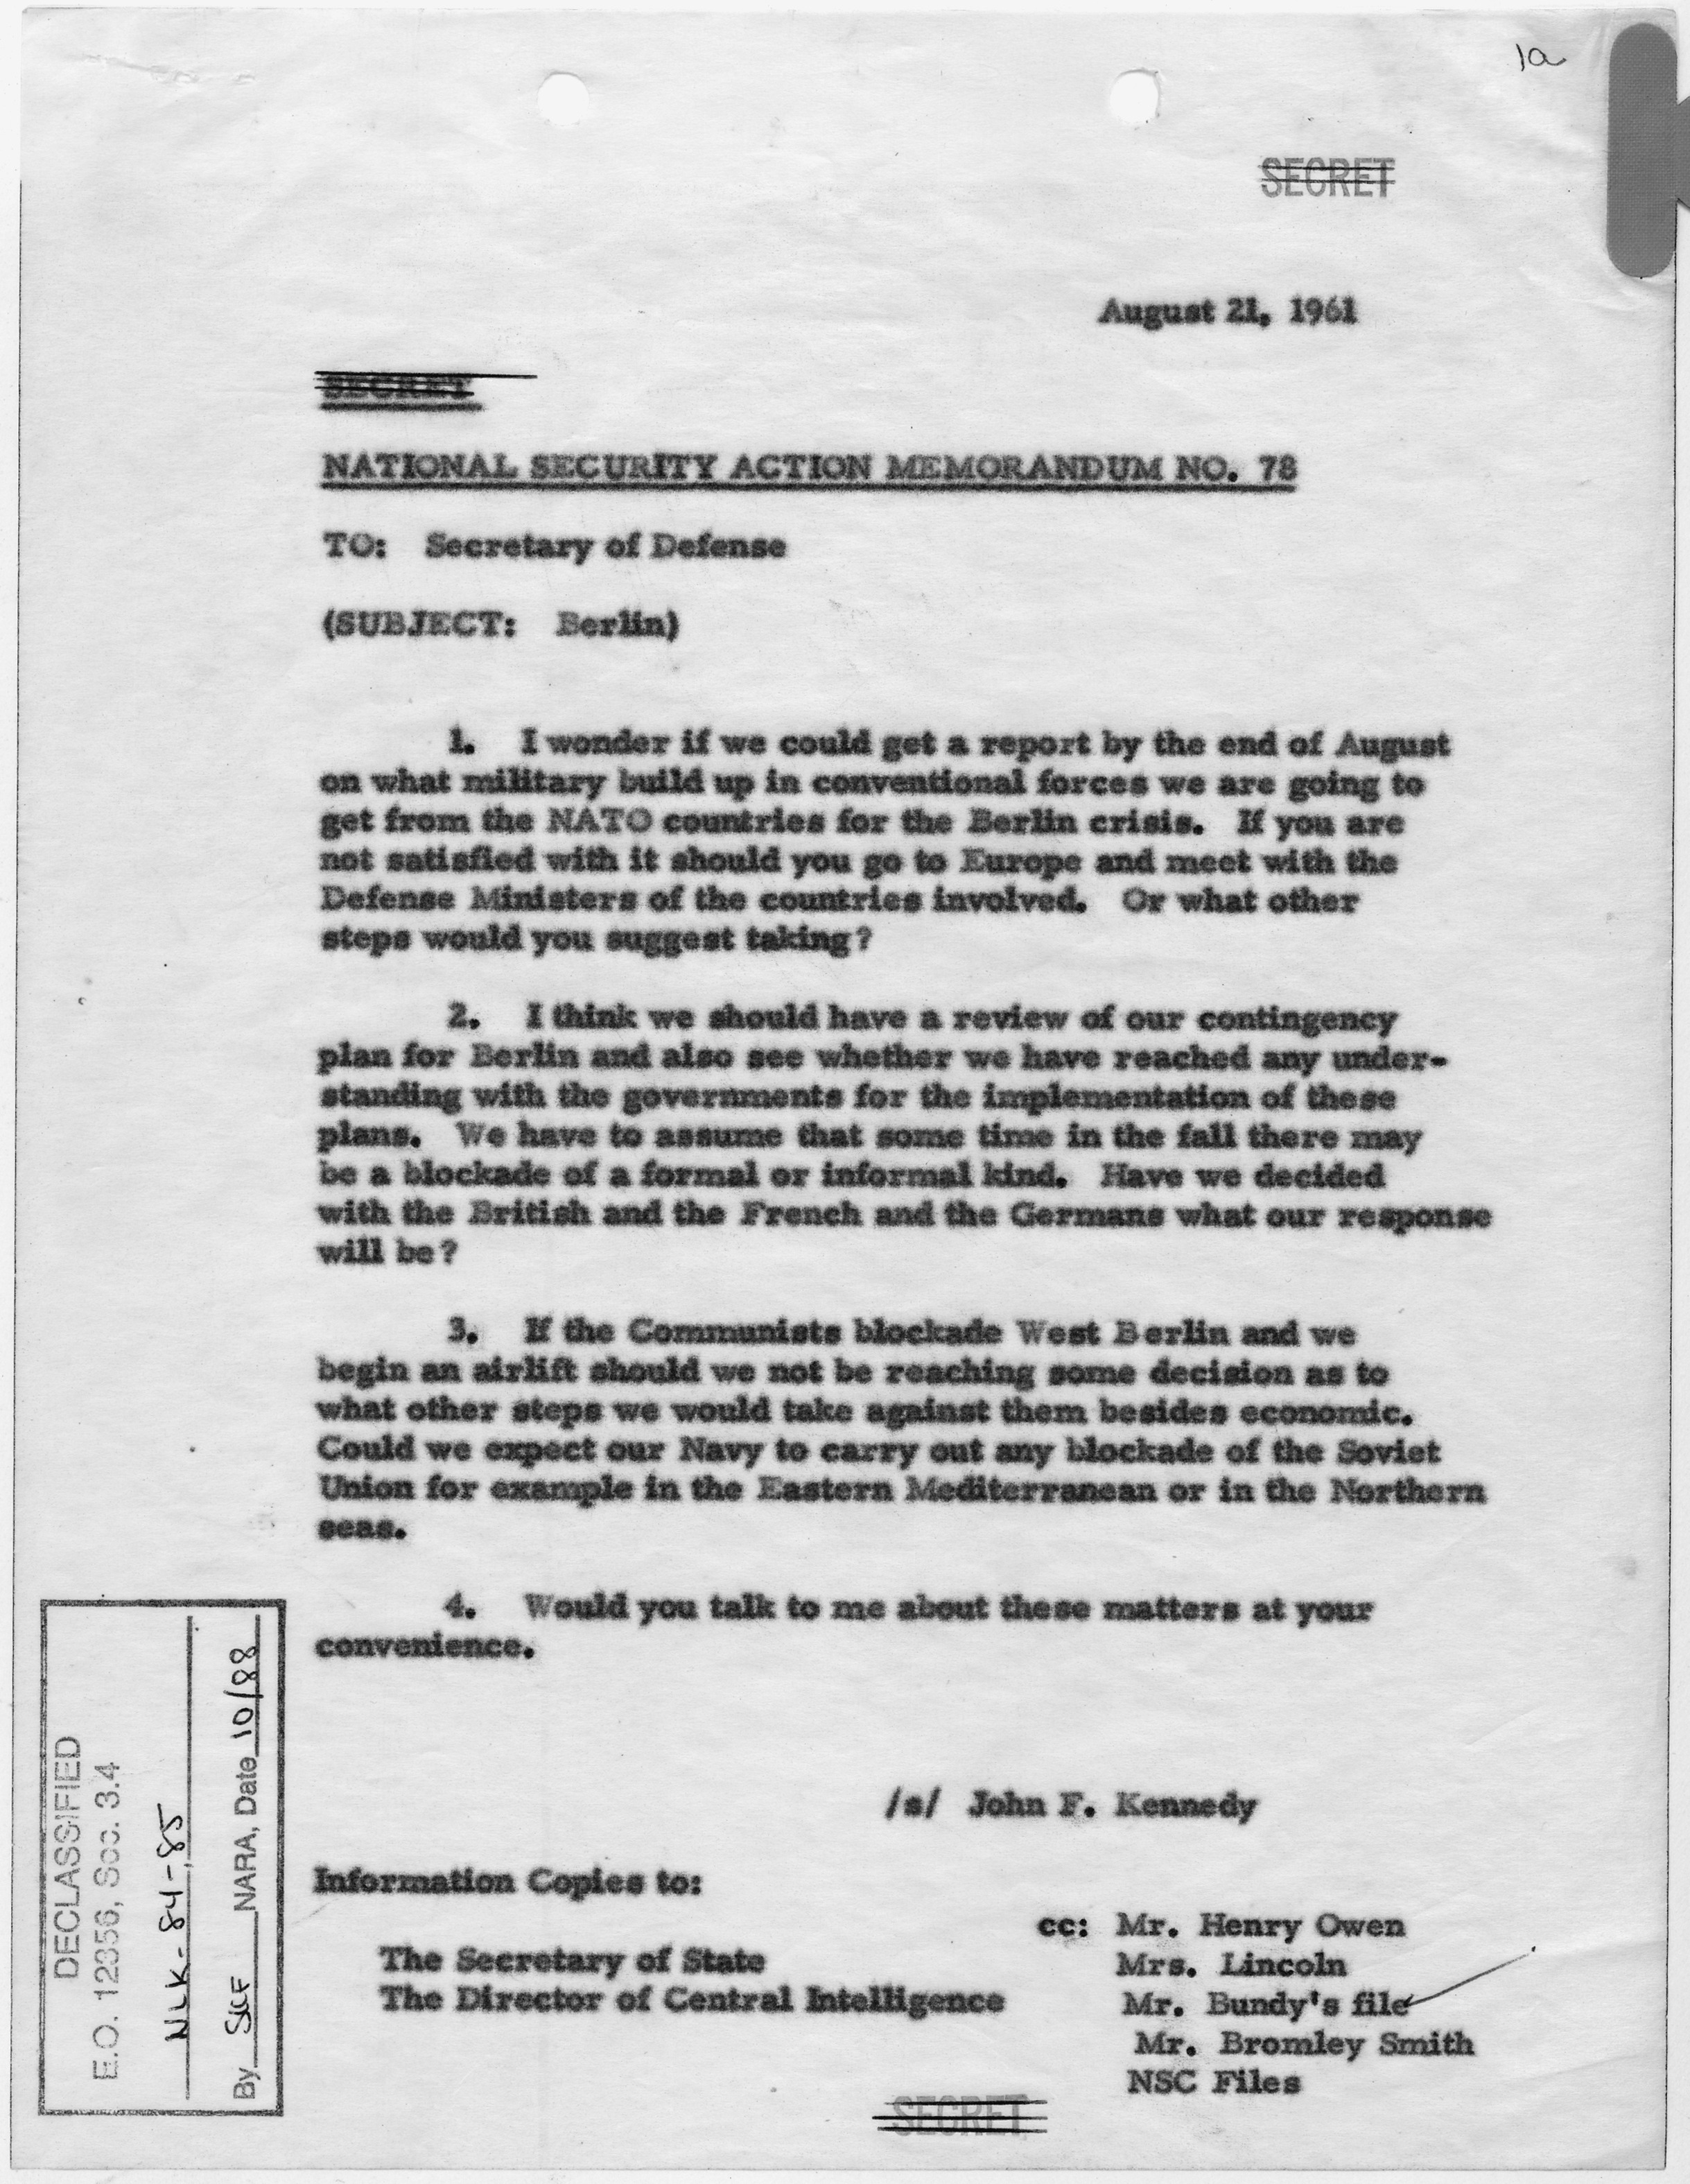 1a
SECRET
August 21, 1961
SECRET
NATIONAL SECURITY ACTION MEMORANDUM NO. 78
TO: Secretary of Defense
(SUBJECT: Berlin)
1. I wonder if we could get a report by the end of August
on what military build up in conventional forces we are going to
get from the NATO countries for the Berlin crisis. If you are
not satisfied with it should you go to Europe and meet with the
Defense Ministers of the countries involved. Or what other
steps would you suggest taking?
2. I think we should have a review of our contingency
plan for Berlin and also see whether we have reached any under-
standing with the governments for the implementation of these
plans. We have to assume that some time in the fall there may
be a blockade of a formal or informal kind. Have we decided
with the British and the French and the Germans what our response
will be?
3. If the Communists blockade West Berlin and we
begin an airlift should we not be reaching some decision as to
what other steps we would take against them besides economic.
Could we expect our Navy to carry out any blockade of the Soviet
Union for example in the Eastern Mediterranean or in the Northern
seas.
4. Would you talk to me about these matters at your
convenience.
/s/ John F. Kennedy
Information Copies to:
The Secretary of State
The Director of Central Intelligence
cc: Mr. Henry Owen
Mrs. Lincoln
Mr. Bundy's file
Mr. Bromley Smith
NSC Files
SECRET
DECLASSIFIED
E.O. 12356, Sec. 3.4
NLK-84-85
By SKF NARA, Date 10/88